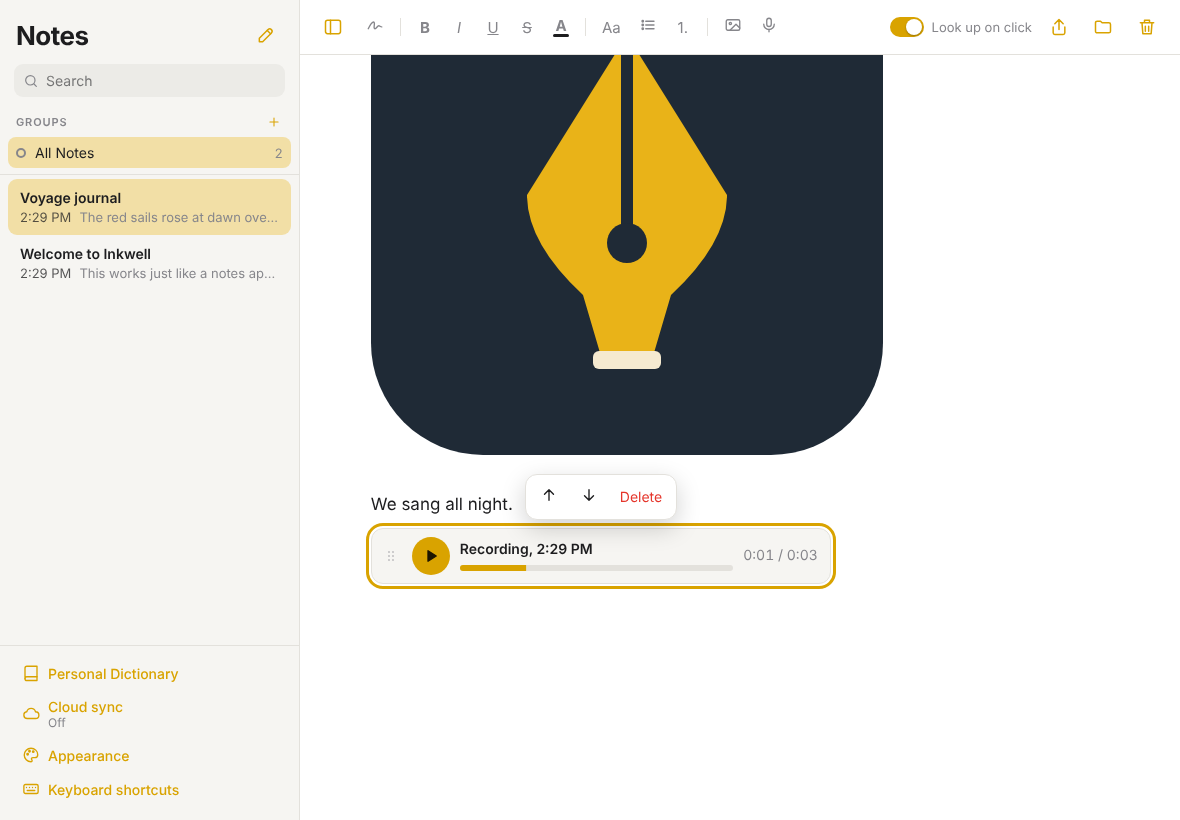 Notes
Search
GROUPS
All Notes 2
Voyage journal
2:29 PM The red sails rose at dawn ove...
Welcome to Inkwell
2:29 PM This works just like a notes ap...
Personal Dictionary
Cloud sync
Off
Appearance
Keyboard shortcuts
B I U S A Aa 1. Look up on click
We sang all night.
Delete
Recording, 2:29 PM
0:01 / 0:03